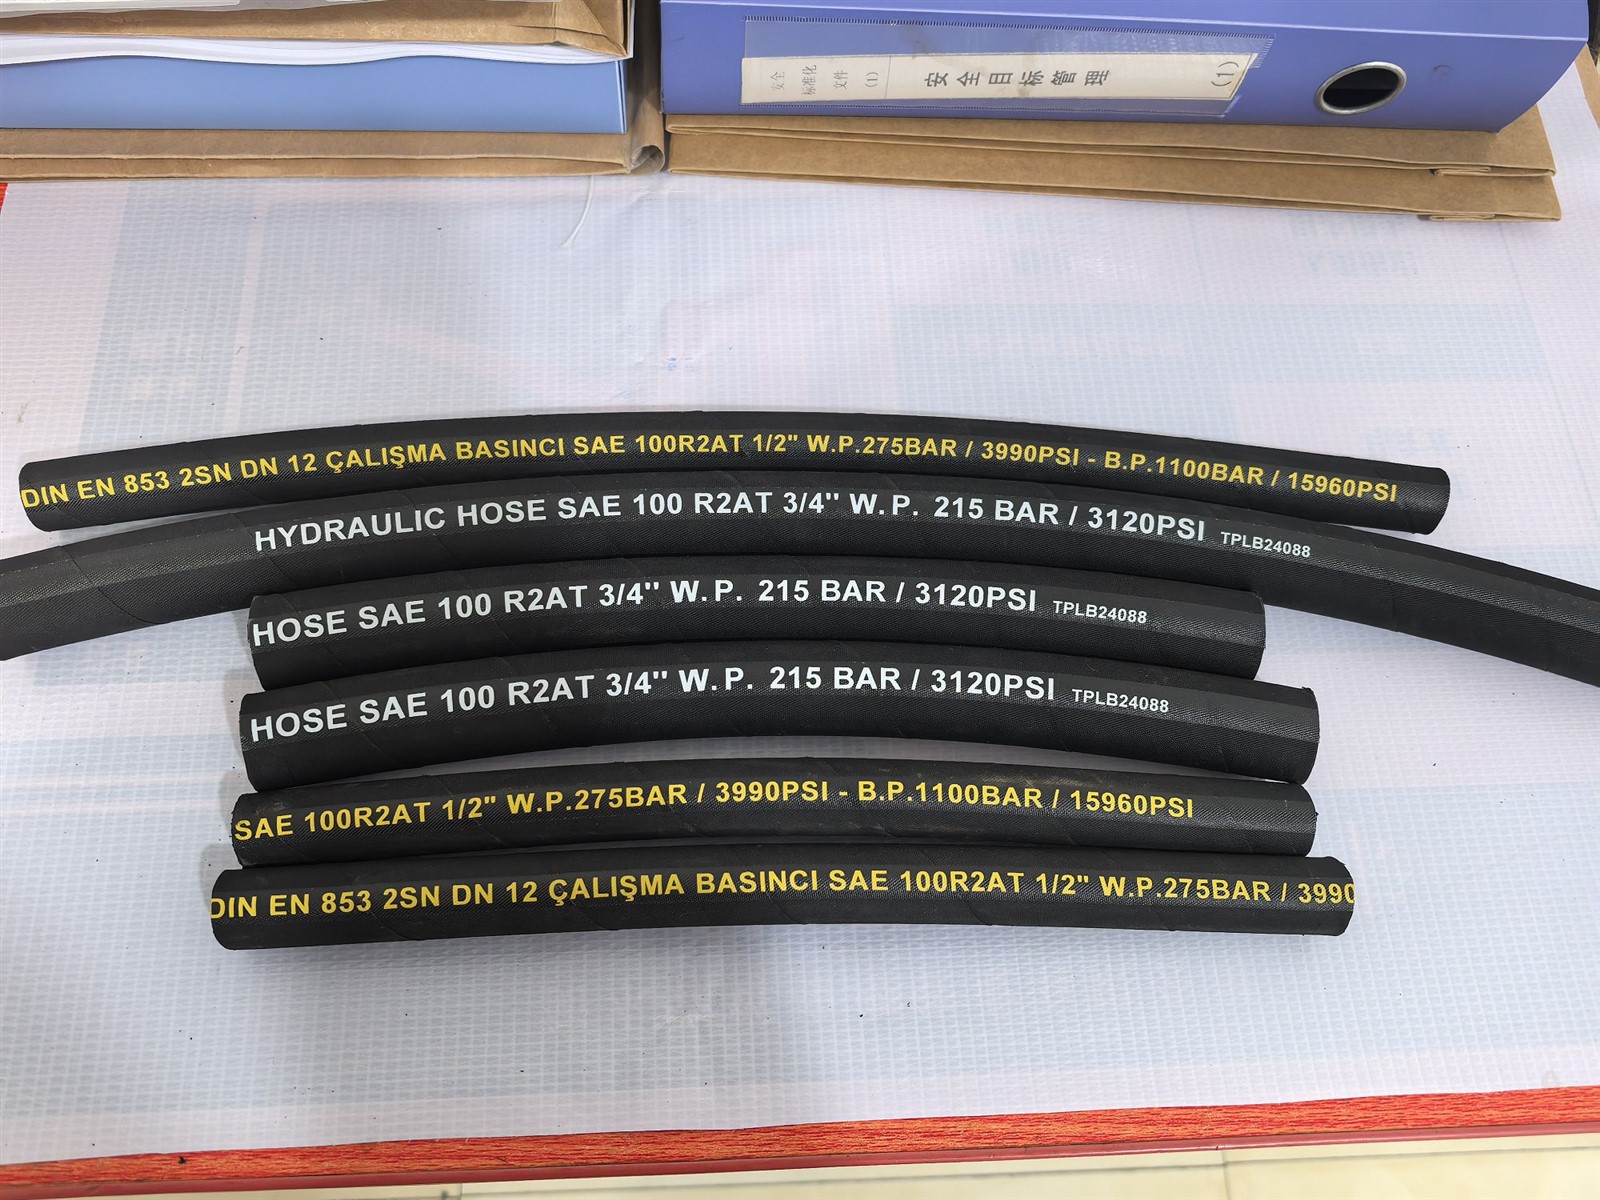 安全
标准化
文件
(1)
安全目标管理
(1)
DIN EN 853 2SN DN 12 ÇALIŞMA BASINCI SAE 100R2AT 1/2" W.P.275BAR / 3990PSI - B.P.1100BAR / 15960PSI
HYDRAULIC HOSE SAE 100 R2AT 3/4'' W.P. 215 BAR / 3120PSI TPLB24088
HOSE SAE 100 R2AT 3/4'' W.P. 215 BAR / 3120PSI TPLB24088
HOSE SAE 100 R2AT 3/4'' W.P. 215 BAR / 3120PSI TPLB24088
SAE 100R2AT 1/2" W.P.275BAR / 3990PSI - B.P.1100BAR / 15960PSI
DIN EN 853 2SN DN 12 ÇALIŞMA BASINCI SAE 100R2AT 1/2" W.P.275BAR / 3990